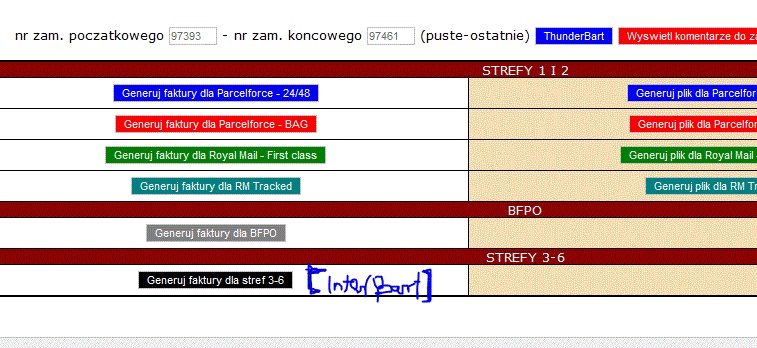 nr zam. poczatkowego 97393 - nr zam. koncowego 97461 (puste-ostatnie) ThunderBart Wyswietl komentarze do za
STREFY 1 I 2
Generuj faktury dla Parcelforce - 24/48 Generuj plik dla Parcelfor
Generuj faktury dla Parcelforce - BAG Generuj plik dla Parcelfor
Generuj faktury dla Royal Mail - First class Generuj plik dla Royal Mail -
Generuj faktury dla RM Tracked Generuj plik dla RM Tr
BFPO
Generuj faktury dla BFPO
STREFY 3-6
Generuj faktury dla stref 3-6 [Inter/Bart]